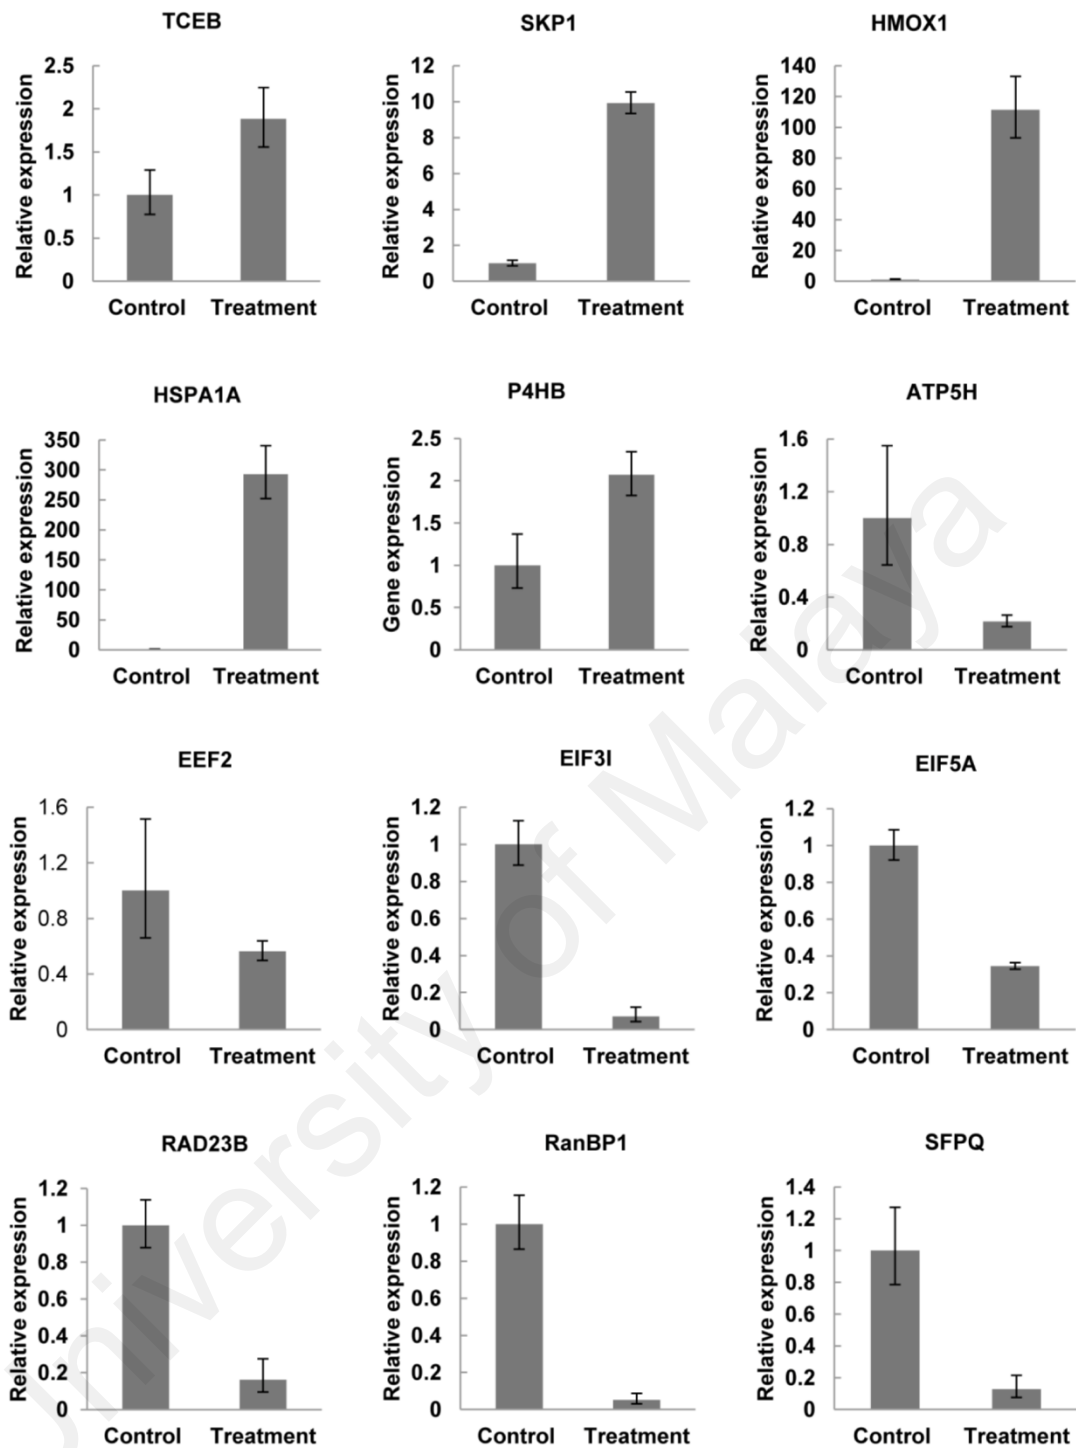 TCEB
Relative expression
2.5
2
1.5
1
0.5
0
Control Treatment
SKP1
Relative expression
12
10
8
6
4
2
0
Control Treatment
HMOX1
Relative expression
140
120
100
80
60
40
20
0
Control Treatment
HSPA1A
Relative expression
350
300
250
200
150
100
50
0
Control Treatment
P4HB
Gene expression
2.5
2
1.5
1
0.5
0
Control Treatment
ATP5H
Relative expression
1.6
1.2
0.8
0.4
0
Control Treatment
EEF2
Relative expression
1.6
1.2
0.8
0.4
0
Control Treatment
EIF3I
Relative expression
1.2
1
0.8
0.6
0.4
0.2
0
Control Treatment
EIF5A
Relative expression
1.2
1
0.8
0.6
0.4
0.2
0
Control Treatment
RAD23B
Relative expression
1.2
1
0.8
0.6
0.4
0.2
0
Control Treatment
RanBP1
Relative expression
1.2
1
0.8
0.6
0.4
0.2
0
Control Treatment
SFPQ
Relative expression
1.4
1.2
1
0.8
0.6
0.4
0.2
0
Control Treatment
University of Malaya